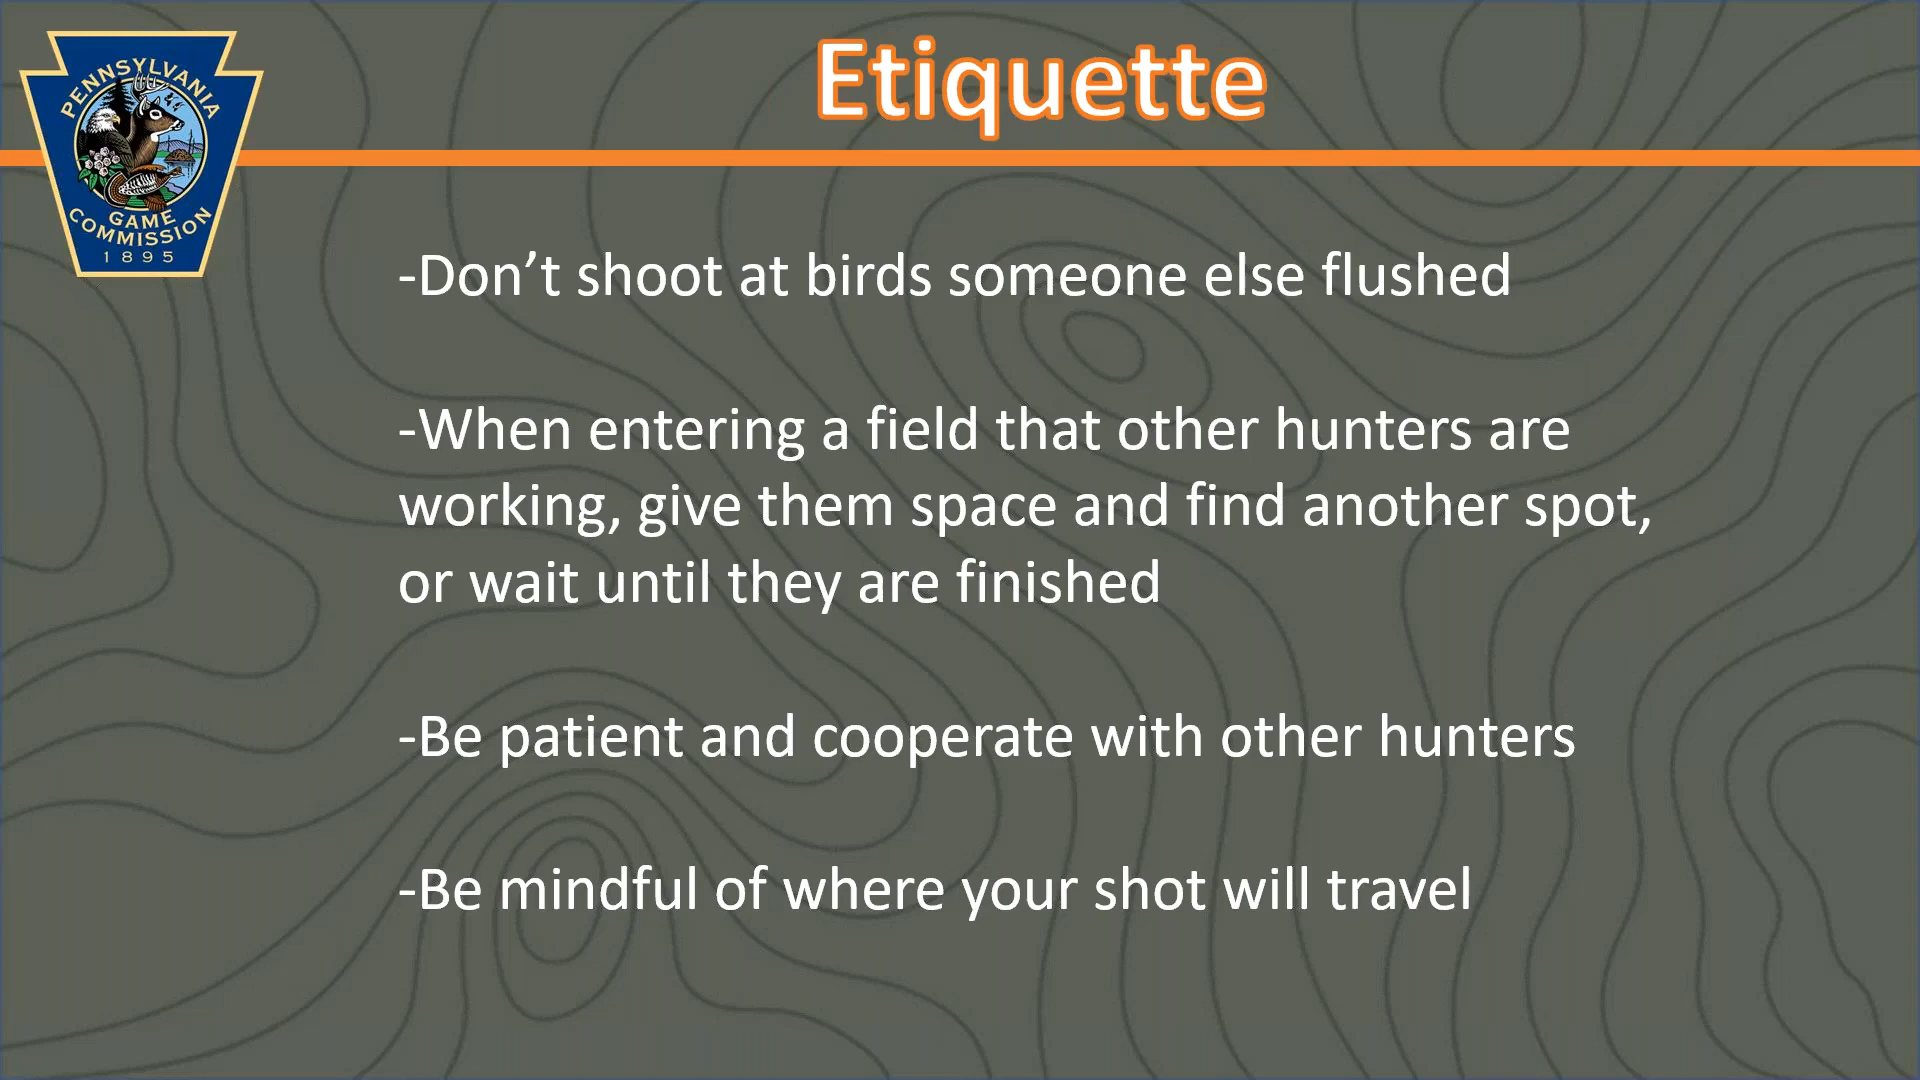 Etiquette
PENNSYLVANIA
GAME
COMMISSION
1895
-Don’t shoot at birds someone else flushed
-When entering a field that other hunters are
working, give them space and find another spot,
or wait until they are finished
-Be patient and cooperate with other hunters
-Be mindful of where your shot will travel